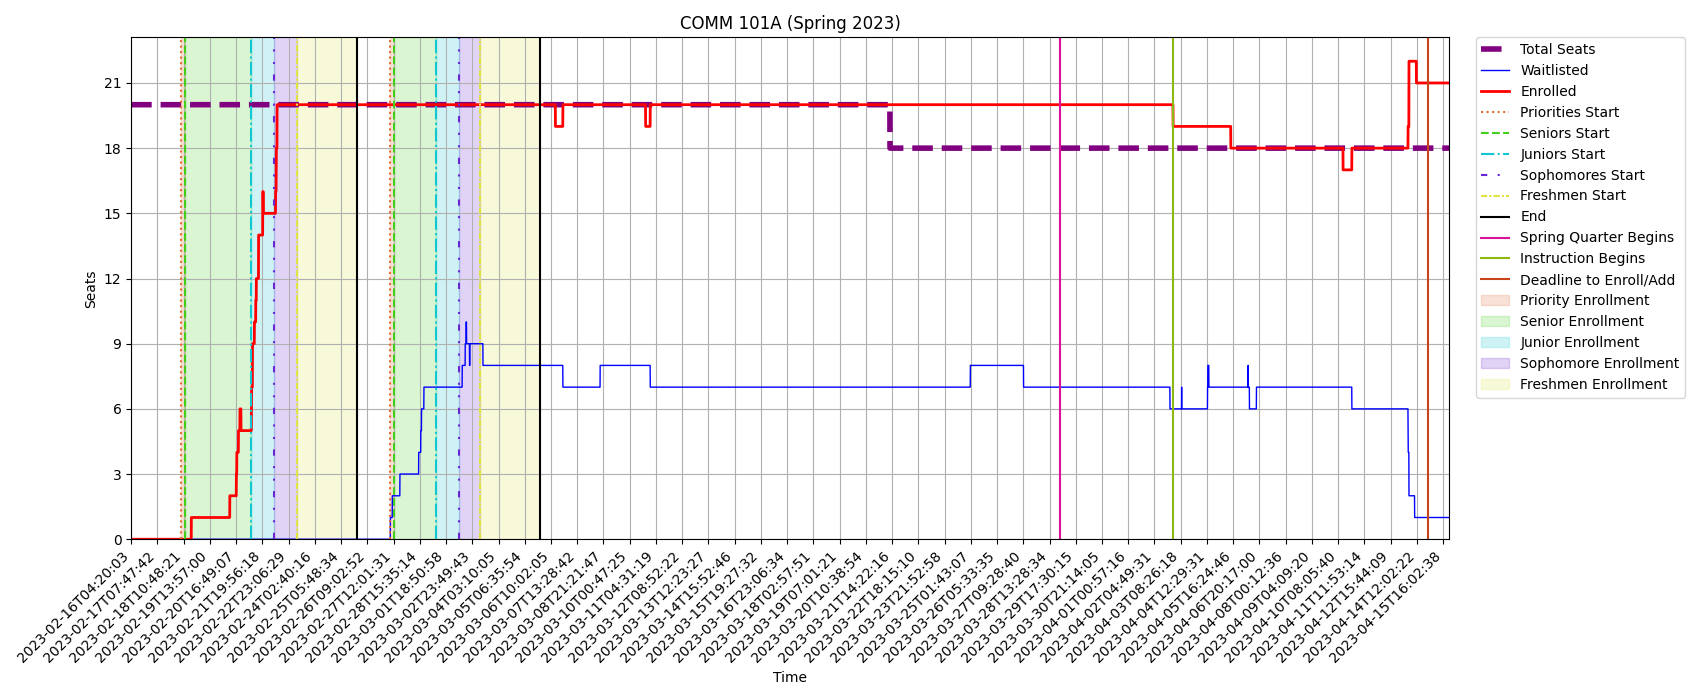 COMM 101A (Spring 2023)
Seats
21
18
15
12
9
6
3
0
2023-02-16T04:20:03
2023-02-17T07:47:42
2023-02-18T10:48:21
2023-02-19T13:57:00
2023-02-20T16:49:07
2023-02-21T19:56:18
2023-02-22T23:06:29
2023-02-24T02:40:16
2023-02-25T05:48:34
2023-02-26T09:02:52
2023-02-27T12:01:31
2023-02-28T15:35:14
2023-03-01T18:50:58
2023-03-02T23:49:43
2023-03-04T03:10:05
2023-03-05T06:35:54
2023-03-06T10:02:05
2023-03-07T13:28:42
2023-03-08T21:21:47
2023-03-10T00:47:25
2023-03-11T04:31:19
2023-03-12T08:52:22
2023-03-13T12:23:27
2023-03-14T15:52:46
2023-03-15T19:27:32
2023-03-16T23:06:34
2023-03-18T02:57:51
2023-03-19T07:01:21
2023-03-20T10:38:54
2023-03-21T14:22:16
2023-03-22T18:15:10
2023-03-23T21:52:58
2023-03-25T01:43:07
2023-03-26T05:33:35
2023-03-27T09:28:40
2023-03-28T13:28:34
2023-03-29T17:30:15
2023-03-30T21:14:05
2023-04-01T00:57:16
2023-04-02T04:49:31
2023-04-03T08:26:18
2023-04-04T12:29:31
2023-04-05T16:24:46
2023-04-06T20:17:00
2023-04-08T00:12:36
2023-04-09T04:09:20
2023-04-10T08:05:40
2023-04-11T11:53:14
2023-04-12T15:44:09
2023-04-14T12:02:22
2023-04-15T16:02:38
Time
Total Seats
Waitlisted
Enrolled
Priorities Start
Seniors Start
Juniors Start
Sophomores Start
Freshmen Start
End
Spring Quarter Begins
Instruction Begins
Deadline to Enroll/Add
Priority Enrollment
Senior Enrollment
Junior Enrollment
Sophomore Enrollment
Freshmen Enrollment